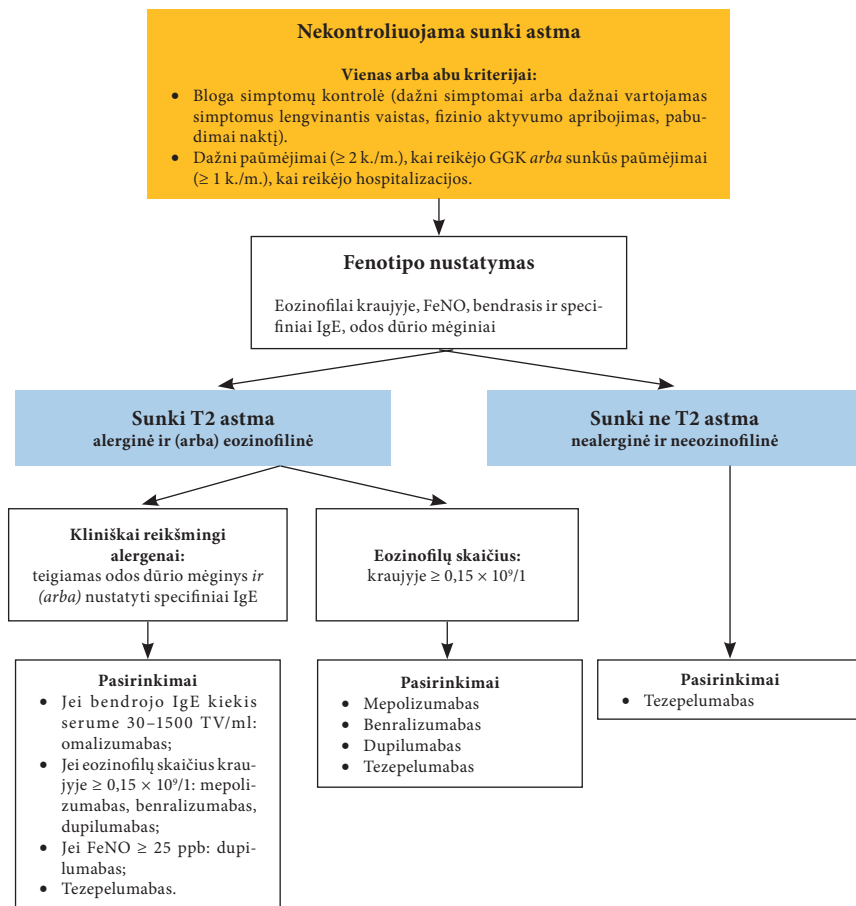 Nekontroliuojama sunki astma
Vienas arba abu kriterijai:
• Bloga simptomų kontrolė (dažni simptomai arba dažnai vartojamas
simptomus lengvinantis vaistas, fizinio aktyvumo apribojimas, pabu-
dimai naktį).
• Dažni paūmėjimai (≥ 2 k./m.), kai reikėjo GGK arba sunkūs paūmėjimai
(≥ 1 k./m.), kai reikėjo hospitalizacijos.
Fenotipo nustatymas
Eozinofilai kraujyje, FeNO, bendrasis ir speci-
finiai IgE, odos dūrio mėginiai
Sunki T2 astma
alerginė ir (arba) eozinofilinė
Sunki ne T2 astma
nealerginė ir neeozinofilinė
Kliniškai reikšmingi
alergenai:
teigiamas odos dūrio mėginys ir
(arba) nustatyti specifiniai IgE
Eozinofilų skaičius:
kraujyje ≥ 0,15 × 10⁹/1
Pasirinkimai
• Jei bendrojo IgE kiekis
serume 30–1500 TV/ml:
omalizumabas;
• Jei eozinofilų skaičius krau-
jyje ≥ 0,15 × 10⁹/1: mepoli-
zumabas, benralizumabas,
dupilumabas;
• Jei FeNO ≥ 25 ppb: dupi-
lumabas;
• Tezepelumabas.
Pasirinkimai
• Mepolizumabas
• Benralizumabas
• Dupilumabas
• Tezepelumabas
Pasirinkimai
• Tezepelumabas